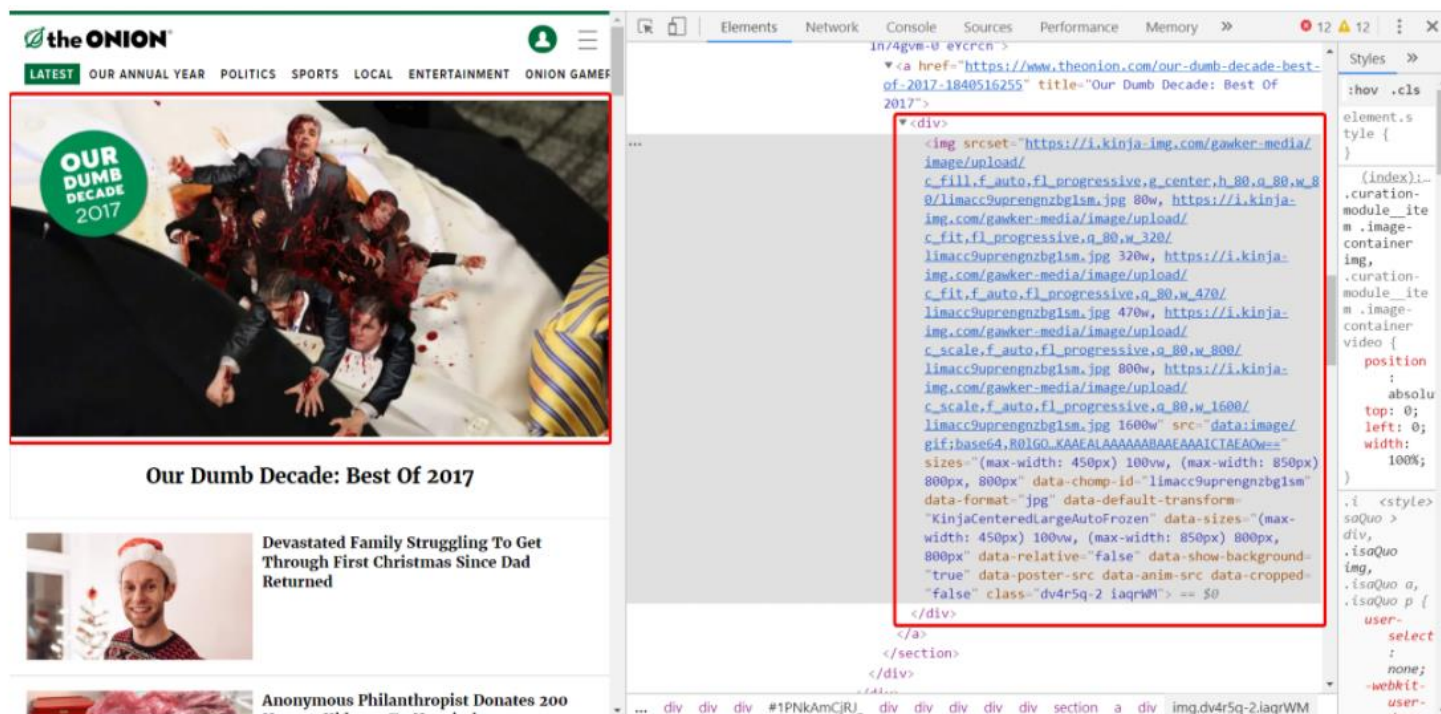 the ONION
LATEST OUR ANNUAL YEAR POLITICS SPORTS LOCAL ENTERTAINMENT ONION GAMER
OUR
DUMB
DECADE
2017
Our Dumb Decade: Best Of 2017
Devastated Family Struggling To Get
Through First Christmas Since Dad
Returned
Anonymous Philanthropist Donates 200
Elements Network Console Sources Performance Memory » 12 12
ln74gvm-0 eYcrcn">
▼<a href="https://www.theonion.com/our-dumb-decade-best-
of-2017-1840516255" title="Our Dumb Decade: Best Of
2017">
▼<div>
<img srcset="https://i.kinja-img.com/gawker-media/
image/upload/
c_fill,f_auto,fl_progressive,g_center,h_80,q_80,w_8
0/limacc9uprengnzbg1sm.jpg 80w, https://i.kinja-
img.com/gawker-media/image/upload/
c_fit,fl_progressive,q_80,w_320/
limacc9uprengnzbg1sm.jpg 320w, https://i.kinja-
img.com/gawker-media/image/upload/
c_fit,f_auto,fl_progressive,q_80,w_470/
limacc9uprengnzbg1sm.jpg 470w, https://i.kinja-
img.com/gawker-media/image/upload/
c_scale,f_auto,fl_progressive,q_80,w_800/
limacc9uprengnzbg1sm.jpg 800w, https://i.kinja-
img.com/gawker-media/image/upload/
c_scale,f_auto,fl_progressive,q_80,w_1600/
limacc9uprengnzbg1sm.jpg 1600w" src="data:image/
gif;base64,R0lGO…KAAEALAAAAAABAAEAAAICTAEAOw=="
sizes="(max-width: 450px) 100vw, (max-width: 850px)
800px, 800px" data-chomp-id="limacc9uprengnzbg1sm"
data-format="jpg" data-default-transform=
"KinjaCenteredLargeAutoFrozen" data-sizes="(max-
width: 450px) 100vw, (max-width: 850px) 800px,
800px" data-relative="false" data-show-background=
"true" data-poster-src data-anim-src data-cropped=
"false" class="dv4r5q-2 iaqrWM"> == $0
</div>
</a>
</section>
</div>
... div div div #1PNkAmCjRJ_ div div div div div section a div img.dv4r5q-2.iaqrWM
Styles »
:hov .cls
element.s
tyle {
}
(index):…
.curation-
module__ite
m .image-
container
img,
.curation-
module__ite
m .image-
container
video {
position
:
absolu
top: 0;
left: 0;
width:
100%;
}
.i <style>
saQuo >
div,
.isaQuo
img,
.isaQuo a,
.isaQuo p {
user-
select
:
none;
-webkit-
user-